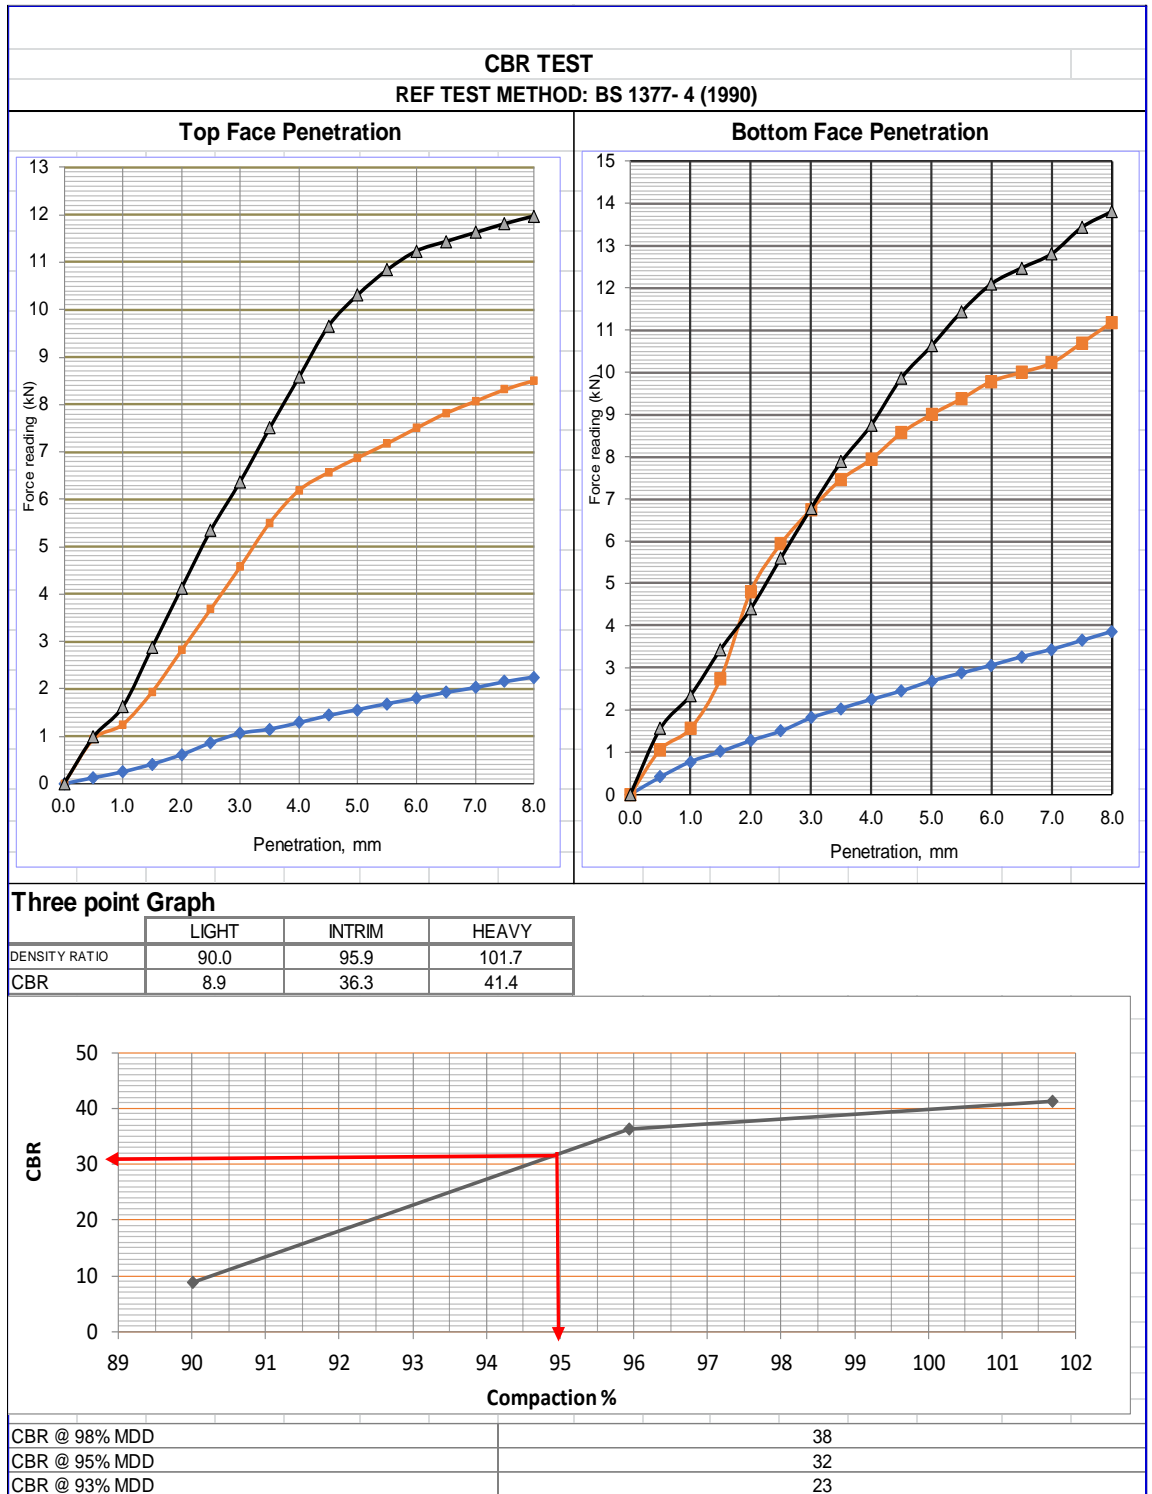 CBR TEST
REF TEST METHOD: BS 1377- 4 (1990)
Top Face Penetration
13
12
11
10
9
8
7
6
5
4
3
2
1
0
Force reading (kN)
0.0 1.0 2.0 3.0 4.0 5.0 6.0 7.0 8.0
Penetration, mm
Bottom Face Penetration
15
14
13
12
11
10
9
8
7
6
5
4
3
2
1
0
Force reading (kN)
0.0 1.0 2.0 3.0 4.0 5.0 6.0 7.0 8.0
Penetration, mm
Three point Graph
LIGHT INTRIM HEAVY
DENSITY RATIO 90.0 95.9 101.7
CBR 8.9 36.3 41.4
CBR
50
40
30
20
10
0
89 90 91 92 93 94 95 96 97 98 99 100 101 102
Compaction %
CBR @ 98% MDD 38
CBR @ 95% MDD 32
CBR @ 93% MDD 23